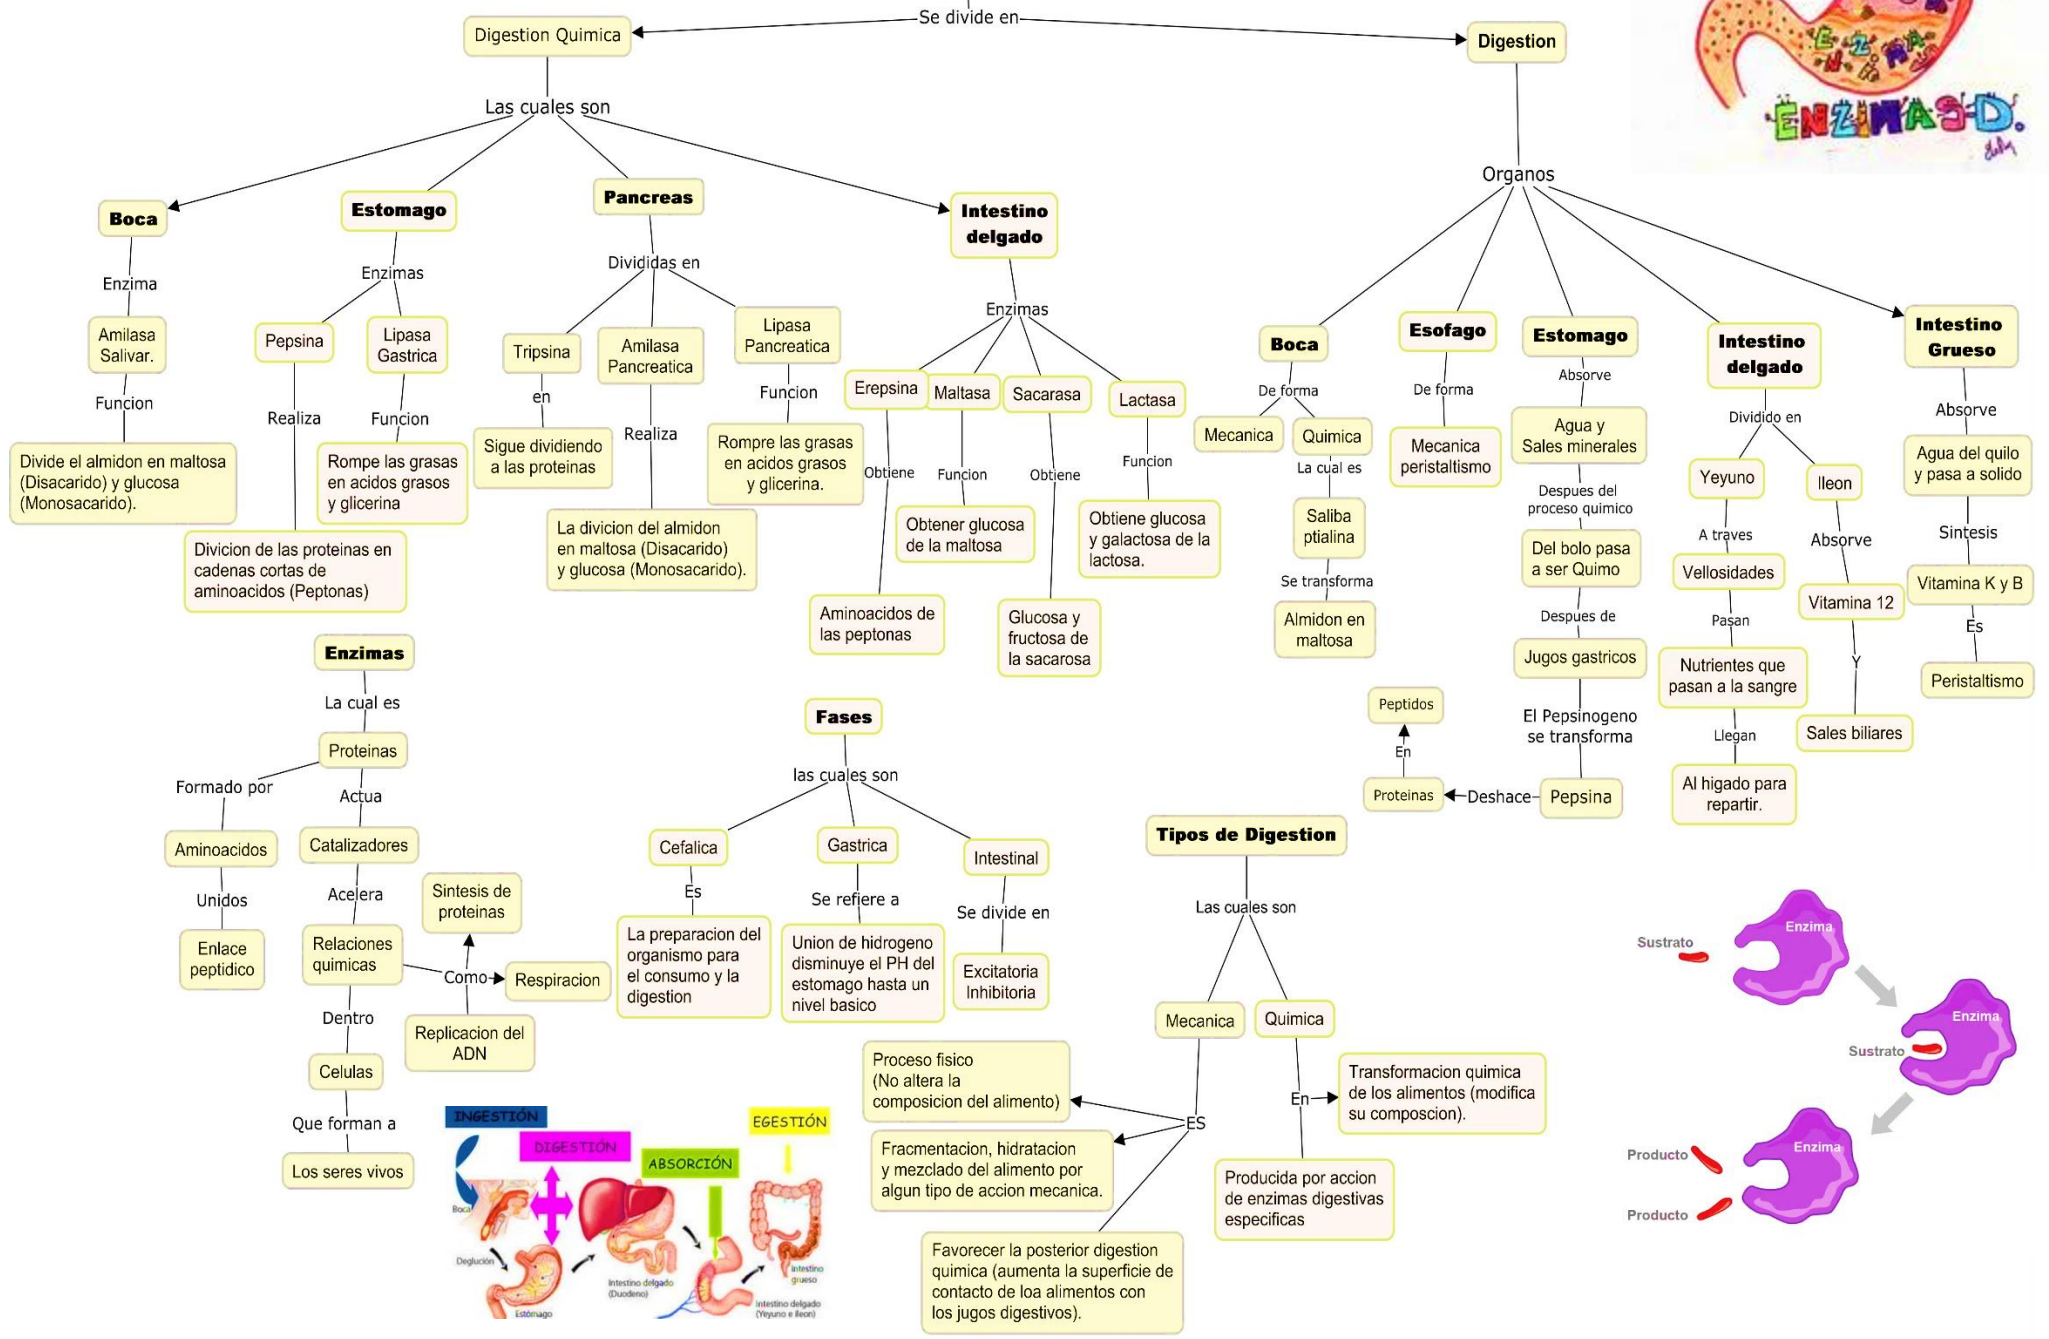 Se divide en
Digestion Quimica
Digestion
ENZIMAS
ENZIMAS D.
Las cuales son
Organos
Boca
Enzima
Amilasa
Salivar.
Funcion
Divide el almidon en maltosa
(Disacarido) y glucosa
(Monosacarido).
Estomago
Enzimas
Pepsina
Realiza
Divicion de las proteinas en
cadenas cortas de
aminoacidos (Peptonas)
Lipasa
Gastrica
Funcion
Rompe las grasas
en acidos grasos
y glicerina
Pancreas
Divididas en
Tripsina
en
Sigue dividiendo
a las proteinas
Amilasa
Pancreatica
Realiza
La divicion del almidon
en maltosa (Disacarido)
y glucosa (Monosacarido).
Lipasa
Pancreatica
Funcion
Rompre las grasas
en acidos grasos
y glicerina.
Intestino
delgado
Enzimas
Erepsina
Obtiene
Aminoacidos de
las peptonas
Maltasa
Funcion
Obtener glucosa
de la maltosa
Sacarasa
Obtiene
Glucosa y
fructosa de
la sacarosa
Lactasa
Funcion
Obtiene glucosa
y galactosa de la
lactosa.
Boca
De forma
Mecanica
Quimica
La cual es
Saliba
ptialina
Se transforma
Almidon en
maltosa
Esofago
De forma
Mecanica
peristaltismo
Estomago
Absorve
Agua y
Sales minerales
Despues del
proceso quimico
Del bolo pasa
a ser Quimo
Despues de
Jugos gastricos
El Pepsinogeno
se transforma
Pepsina
Deshace
Proteinas
En
Peptidos
Intestino
delgado
Dividido en
Yeyuno
A traves
Vellosidades
Pasan
Nutrientes que
pasan a la sangre
Llegan
Al higado para
repartir.
Ileon
Absorve
Vitamina 12
Y
Sales biliares
Intestino
Grueso
Absorve
Agua del quilo
y pasa a solido
Sintesis
Vitamina K y B
Es
Peristaltismo
Enzimas
La cual es
Proteinas
Formado por
Aminoacidos
Unidos
Enlace
peptidico
Actua
Catalizadores
Acelera
Relaciones
quimicas
Como
Sintesis de
proteinas
Respiracion
Replicacion del
ADN
Dentro
Celulas
Que forman a
Los seres vivos
Fases
las cuales son
Cefalica
Es
La preparacion del
organismo para
el consumo y la
digestion
Gastrica
Se refiere a
Union de hidrogeno
disminuye el PH del
estomago hasta un
nivel basico
Intestinal
Se divide en
Excitatoria
Inhibitoria
Tipos de Digestion
Las cuales son
Mecanica
ES
Proceso fisico
(No altera la
composicion del alimento)
Fracmentacion, hidratacion
y mezclado del alimento por
algun tipo de accion mecanica.
Favorecer la posterior digestion
quimica (aumenta la superficie de
contacto de loa alimentos con
los jugos digestivos).
Quimica
En
Transformacion quimica
de los alimentos (modifica
su composcion).
Producida por accion
de enzimas digestivas
especificas
INGESTIÓN
DIGESTIÓN
ABSORCIÓN
EGESTIÓN
Boca
Deglución
Estómago
Intestino delgado
(Duodeno)
Intestino delgado
(Yeyuno e Ileon)
Intestino
grueso
Sustrato
Enzima
Sustrato
Enzima
Producto
Enzima
Producto